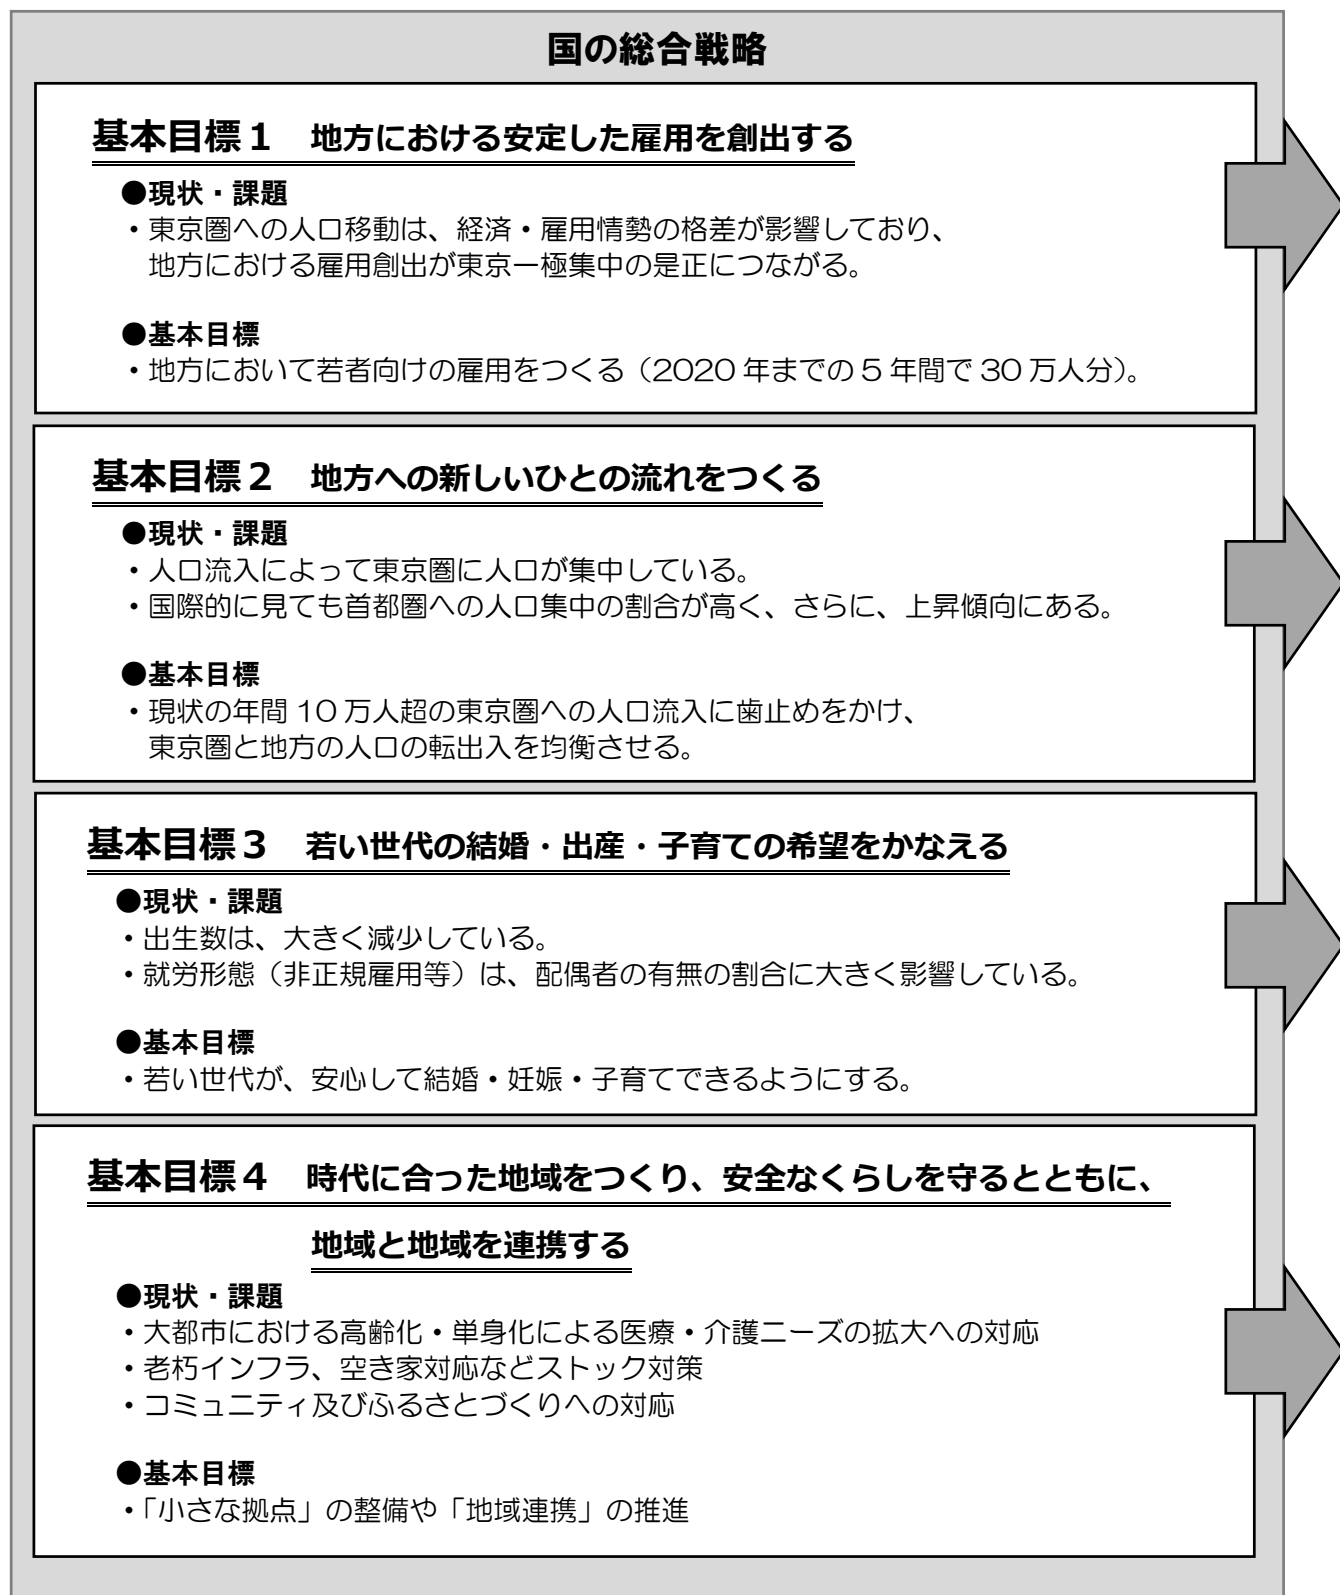 国の総合戦略
基本目標１　地方における安定した雇用を創出する
●現状・課題
・東京圏への人口移動は、経済・雇用情勢の格差が影響しており、
地方における雇用創出が東京一極集中の是正につながる。
●基本目標
・地方において若者向けの雇用をつくる（2020 年までの 5 年間で 30 万人分）。
基本目標２　地方への新しいひとの流れをつくる
●現状・課題
・人口流入によって東京圏に人口が集中している。
・国際的に見ても首都圏への人口集中の割合が高く、さらに、上昇傾向にある。
●基本目標
・現状の年間 10 万人超の東京圏への人口流入に歯止めをかけ、
東京圏と地方の人口の転出入を均衡させる。
基本目標３　若い世代の結婚・出産・子育ての希望をかなえる
●現状・課題
・出生数は、大きく減少している。
・就労形態（非正規雇用等）は、配偶者の有無の割合に大きく影響している。
●基本目標
・若い世代が、安心して結婚・妊娠・子育てできるようにする。
基本目標４　時代に合った地域をつくり、安全なくらしを守るとともに、
地域と地域を連携する
●現状・課題
・大都市における高齢化・単身化による医療・介護ニーズの拡大への対応
・老朽インフラ、空き家対応などストック対策
・コミュニティ及びふるさとづくりへの対応
●基本目標
・「小さな拠点」の整備や「地域連携」の推進